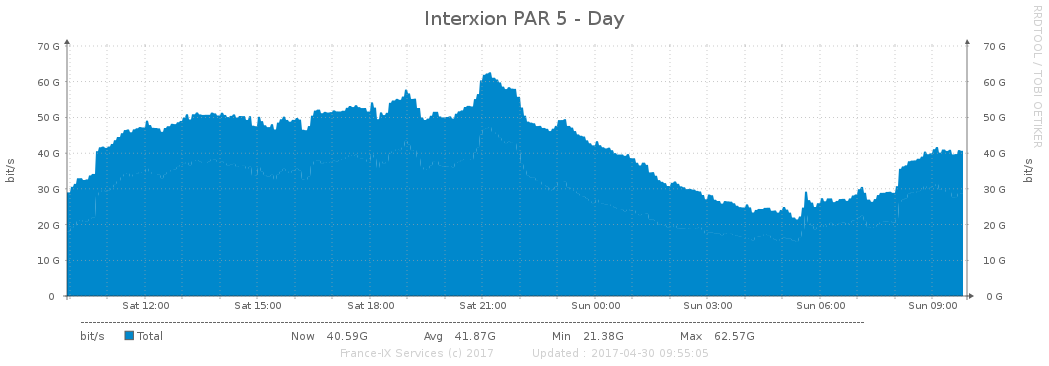 Interxion PAR 5 - Day
RRDTOOL / TOBI OETIKER
bit/s
70 G
60 G
50 G
40 G
30 G
20 G
10 G
0
70 G
60 G
50 G
40 G
30 G
20 G
10 G
0 G
bit/s
Sat 12:00 Sat 15:00 Sat 18:00 Sat 21:00 Sun 00:00 Sun 03:00 Sun 06:00 Sun 09:00
bit/s Total Now 40.59G Avg 41.87G Min 21.38G Max 62.57G
France-IX Services (c) 2017 Updated : 2017-04-30 09:55:05